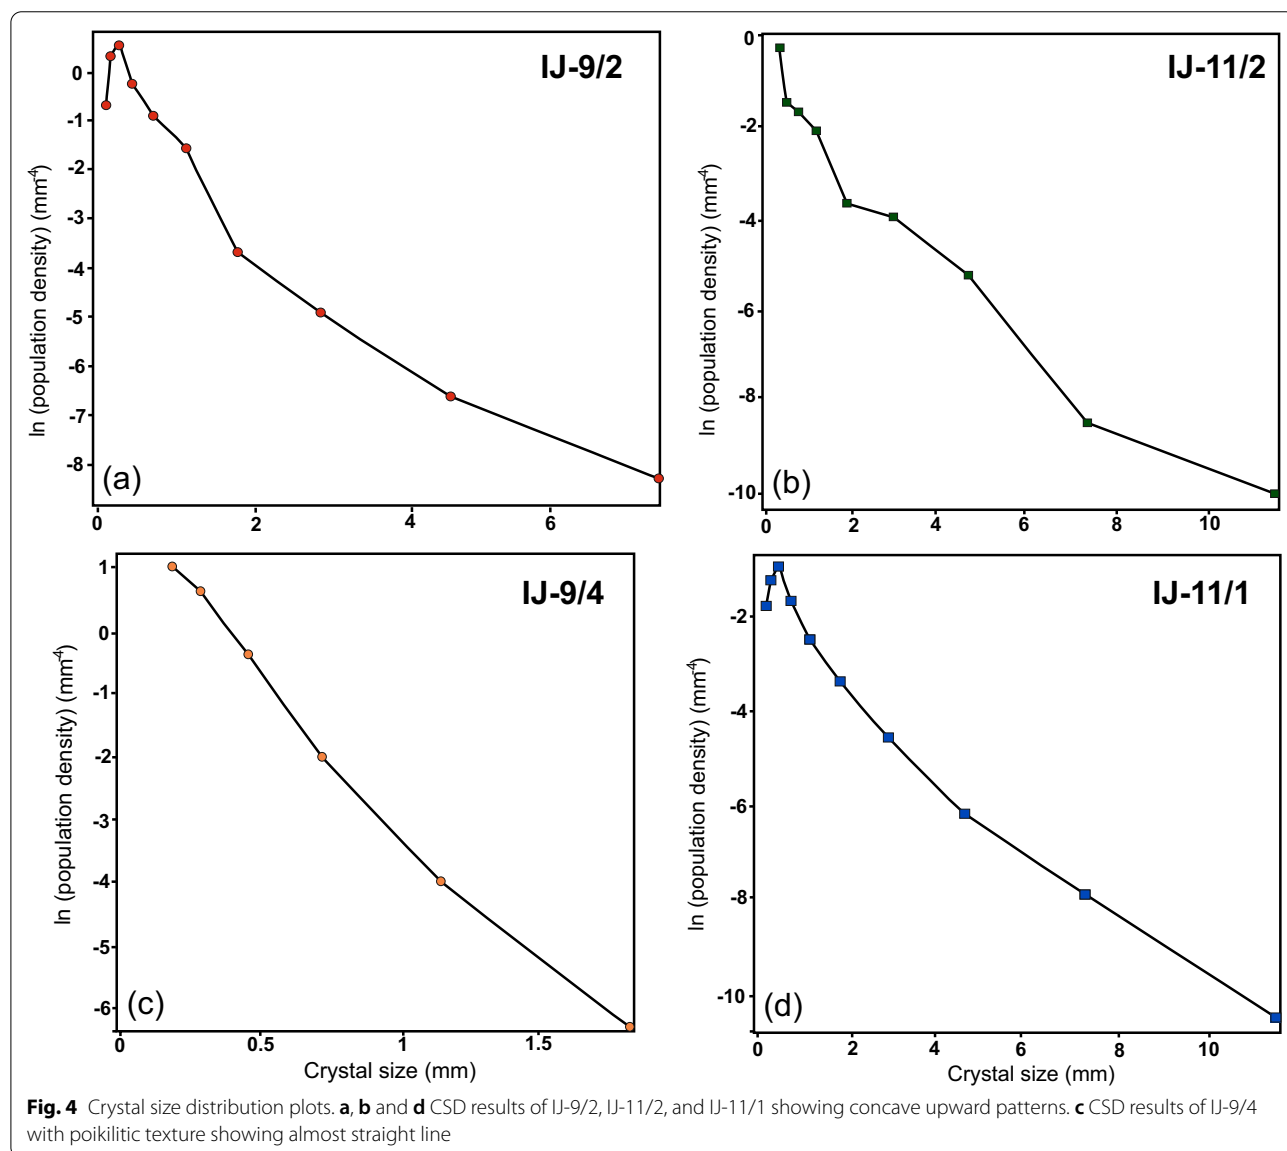 IJ-9/2
0
-1
-2
-3
-4
-5
-6
-7
-8
ln (population density) (mm-4)
(a)
0 2 4 6
IJ-11/2
0
-2
-4
-6
-8
-10
ln (population density) (mm-4)
(b)
0 2 4 6 8 10
IJ-9/4
1
0
-1
-2
-3
-4
-5
-6
ln (population density) (mm-4)
(c)
0 0.5 1 1.5
Crystal size (mm)
IJ-11/1
-2
-4
-6
-8
-10
ln (population density) (mm-4)
(d)
0 2 4 6 8 10
Crystal size (mm)
Fig. 4 Crystal size distribution plots. a, b and d CSD results of IJ-9/2, IJ-11/2, and IJ-11/1 showing concave upward patterns. c CSD results of IJ-9/4
with poikilitic texture showing almost straight line